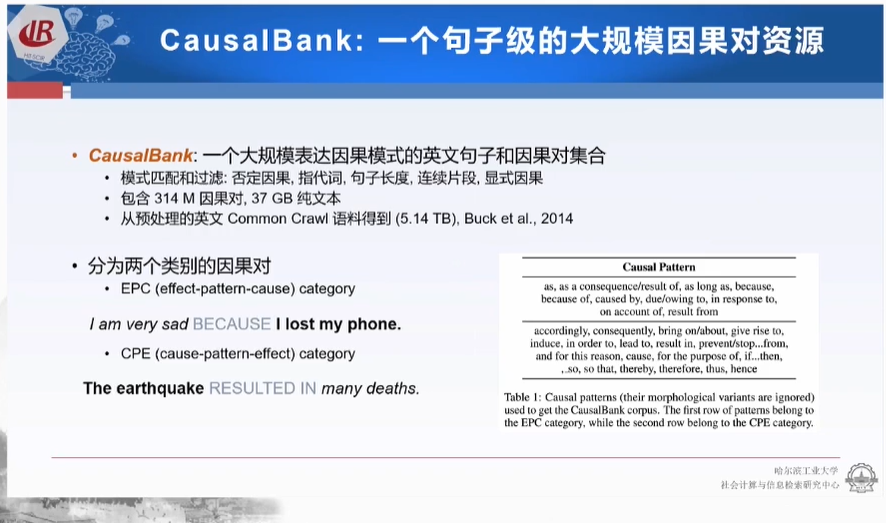 CausalBank: 一个句子级的大规模因果对资源
CausalBank: 一个大规模表达因果模式的英文句子和因果对集合
模式匹配和过滤: 否定因果, 指代词, 句子长度, 连续片段, 显式因果
包含 314 M 因果对, 37 GB 纯文本
从预处理的英文 Common Crawl 语料得到 (5.14 TB), Buck et al., 2014
分为两个类别的因果对
EPC (effect-pattern-cause) category
I am very sad BECAUSE I lost my phone.
CPE (cause-pattern-effect) category
The earthquake RESULTED IN many deaths.
Causal Pattern
as, as a consequence/result of, as long as, because,
because of, caused by, due/owing to, in response to,
on account of, result from
accordingly, consequently, bring on/about, give rise to,
induce, in order to, lead to, result in, prevent/stop...from,
and for this reason, cause, for the purpose of, if...then,
, ..so, so that, thereby, therefore, thus, hence
Table 1: Causal patterns (their morphological variants are ignored)
used to get the CausalBank corpus. The first row of patterns belong to
the EPC category, while the second row belong to the CPE category.
哈尔滨工业大学
社会计算与信息检索研究中心